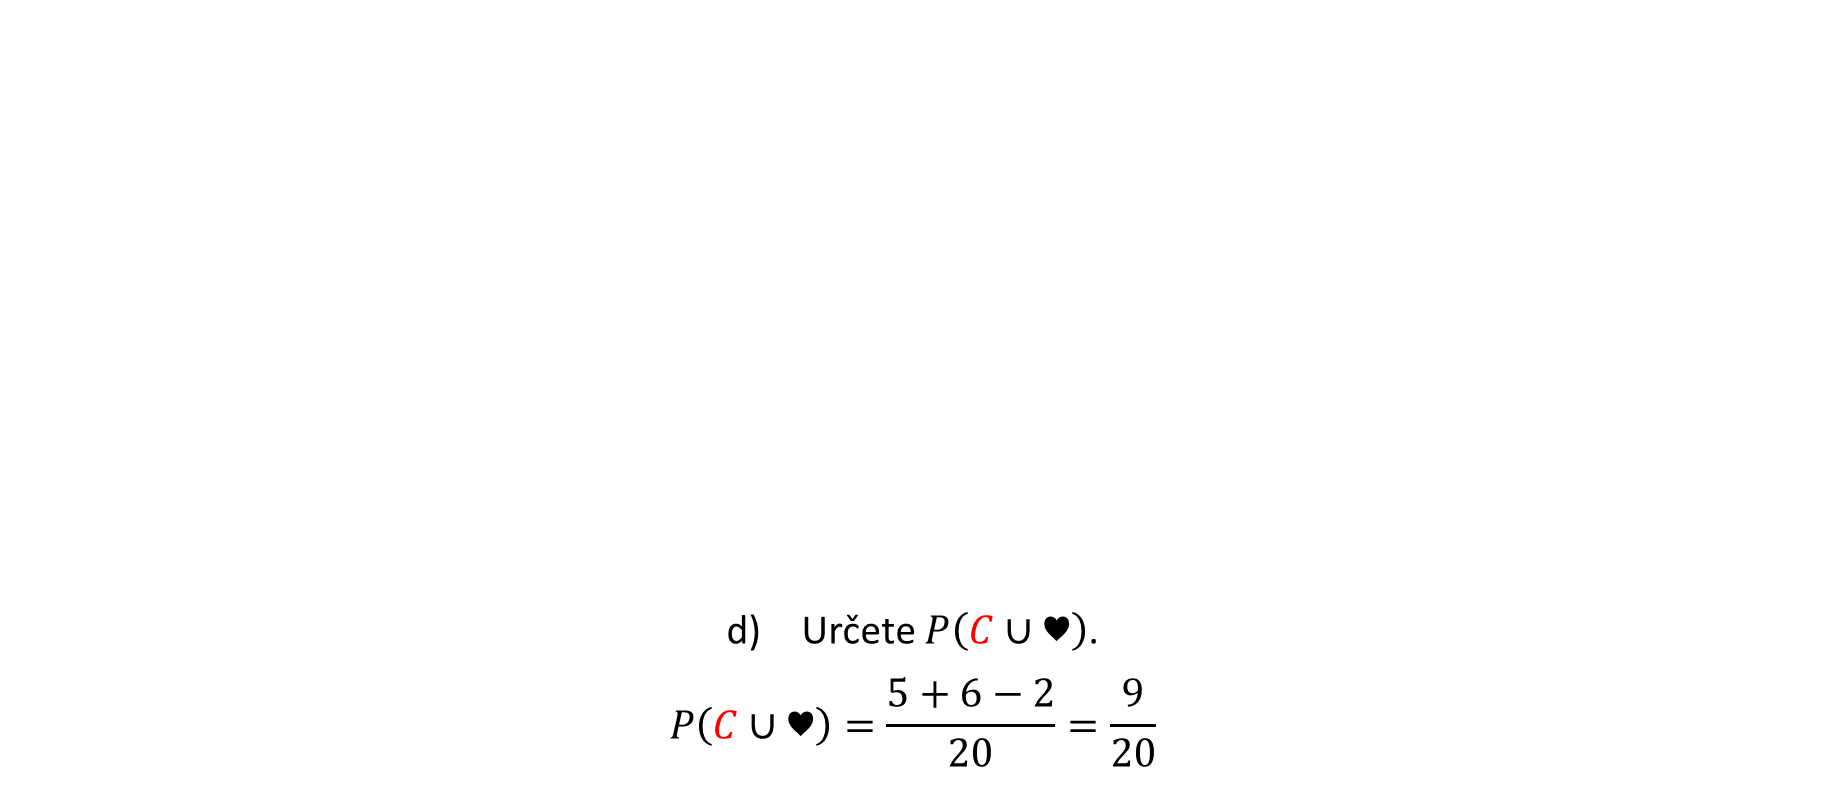 d) Určete P(C ∪ ♥).
P(C ∪ ♥) = (5 + 6 − 2)/20 = 9/20